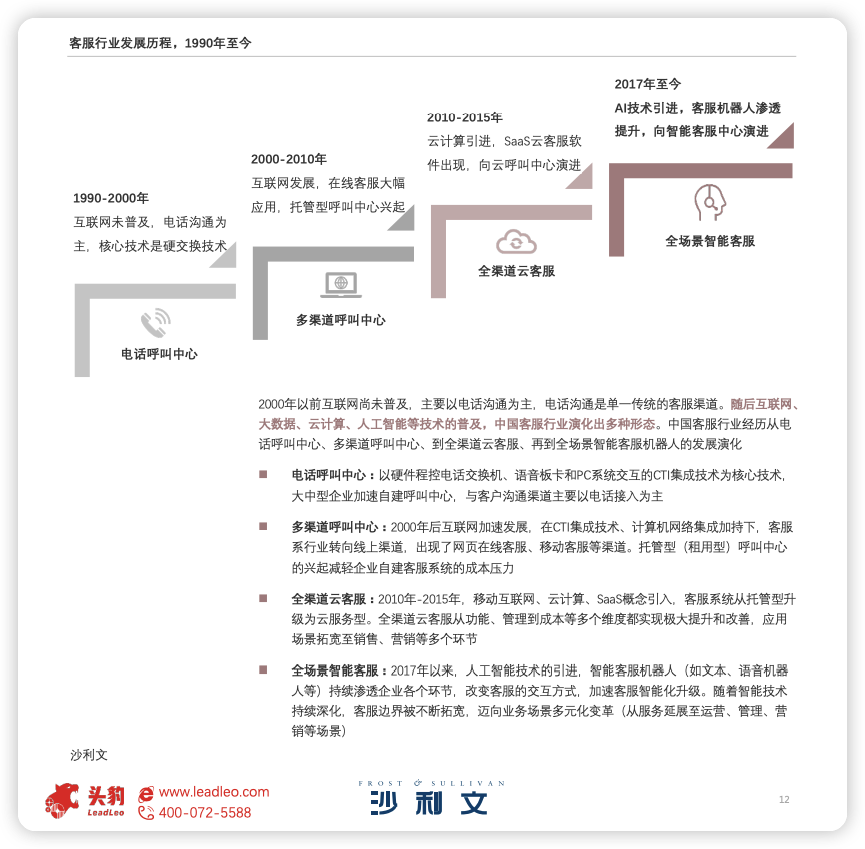 客服行业发展历程，1990年至今
1990-2000年
互联网未普及，电话沟通为
主，核心技术是硬交换技术
电话呼叫中心
2000-2010年
互联网发展，在线客服大幅
应用，托管型呼叫中心兴起
多渠道呼叫中心
2010-2015年
云计算引进，SaaS云客服软
件出现，向云呼叫中心演进
全渠道云客服
2017年至今
AI技术引进，客服机器人渗透
提升，向智能客服中心演进
全场景智能客服
2000年以前互联网尚未普及，主要以电话沟通为主，电话沟通是单一传统的客服渠道。随后互联网、
大数据、云计算、人工智能等技术的普及，中国客服行业演化出多种形态。中国客服行业经历从电
话呼叫中心、多渠道呼叫中心、到全渠道云客服、再到全场景智能客服机器人的发展演化
电话呼叫中心：以硬件程控电话交换机、语音板卡和PC系统交互的CTI集成技术为核心技术，
大中型企业加速自建呼叫中心，与客户沟通渠道主要以电话接入为主
多渠道呼叫中心：2000年后互联网加速发展，在CTI集成技术、计算机网络集成加持下，客服
系行业转向线上渠道，出现了网页在线客服、移动客服等渠道。托管型（租用型）呼叫中心
的兴起减轻企业自建客服系统的成本压力
全渠道云客服：2010年-2015年，移动互联网、云计算、SaaS概念引入，客服系统从托管型升
级为云服务型。全渠道云客服从功能、管理到成本等多个维度都实现极大提升和改善，应用
场景拓宽至销售、营销等多个环节
全场景智能客服：2017年以来，人工智能技术的引进，智能客服机器人（如文本、语音机器
人等）持续渗透企业各个环节，改变客服的交互方式，加速客服智能化升级。随着智能技术
持续深化，客服边界被不断拓宽，迈向业务场景多元化变革（从服务延展至运营、管理、营
销等场景）
沙利文
头豹
LeadLeo
www.leadleo.com
400-072-5588
FROST & SULLIVAN
沙利文
12